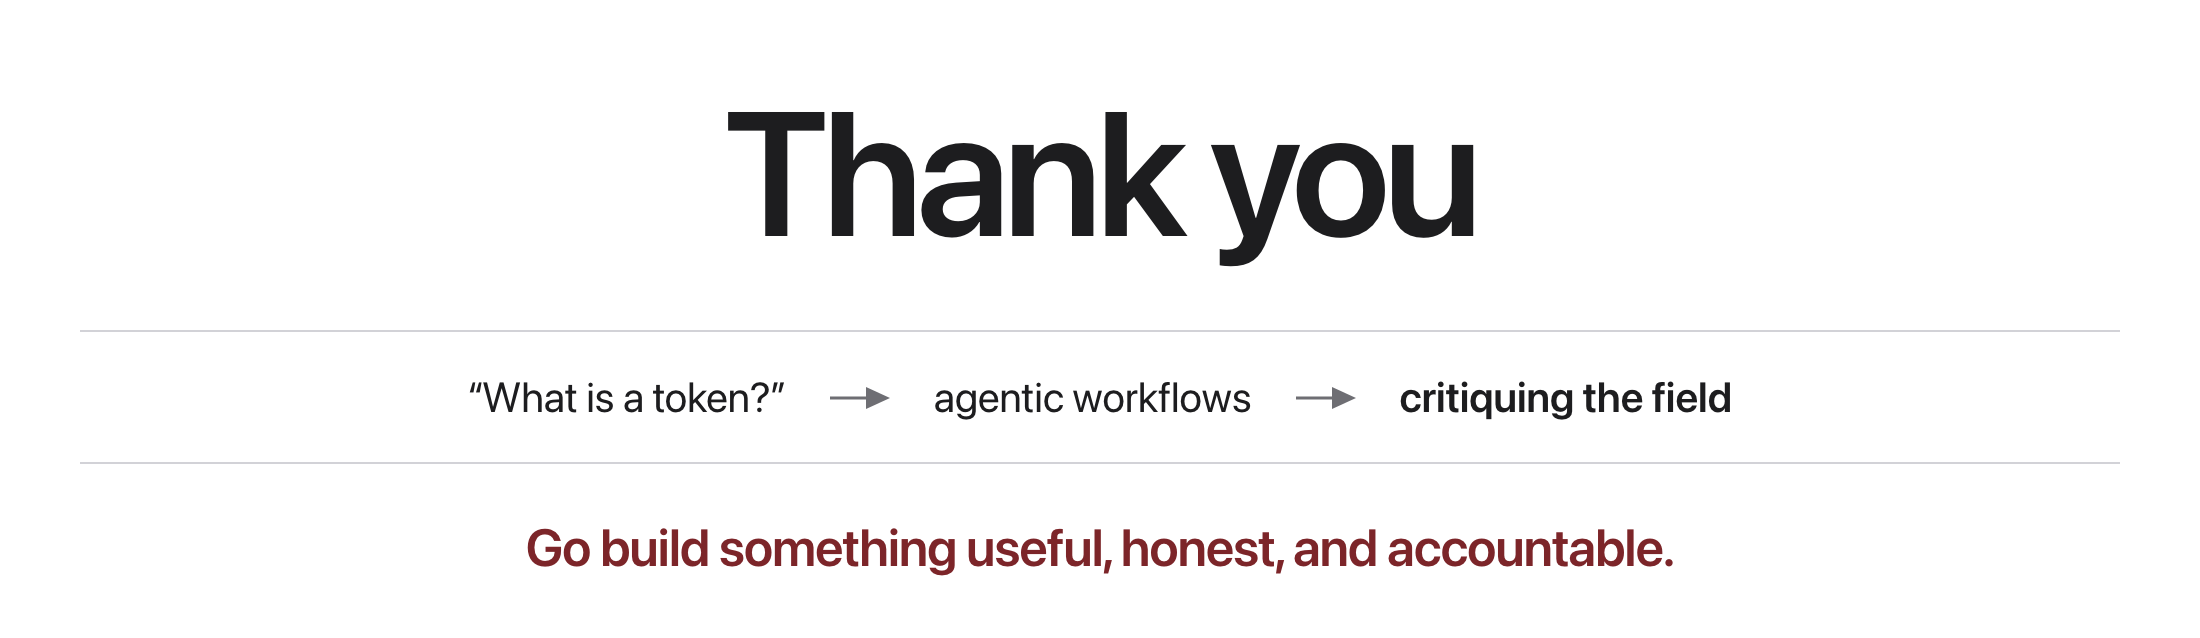 Thank you
“What is a token?” → agentic workflows → critiquing the field
Go build something useful, honest, and accountable.